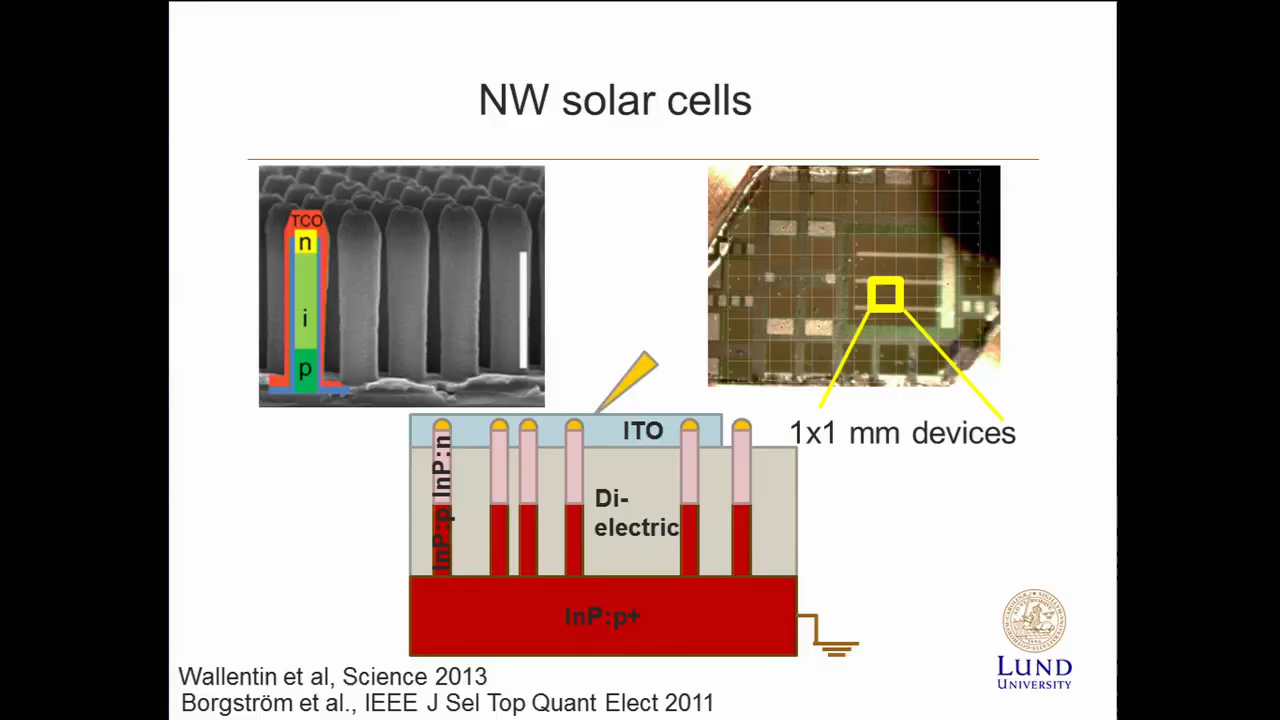 NW solar cells
TCO
n
i
p
1x1 mm devices
ITO
InP:p InP:n
Di-
electric
InP:p+
Wallentin et al, Science 2013
Borgström et al., IEEE J Sel Top Quant Elect 2011
LUND
UNIVERSITY